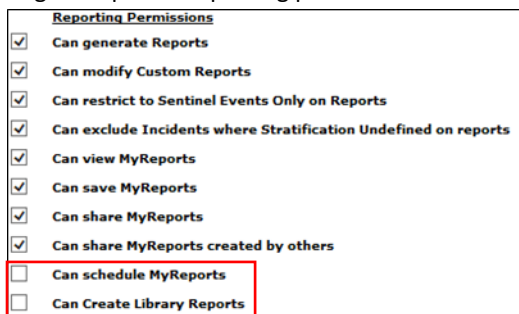 Reporting Permissions
Can generate Reports
Can modify Custom Reports
Can restrict to Sentinel Events Only on Reports
Can exclude Incidents where Stratification Undefined on reports
Can view MyReports
Can save MyReports
Can share MyReports
Can share MyReports created by others
Can schedule MyReports
Can Create Library Reports